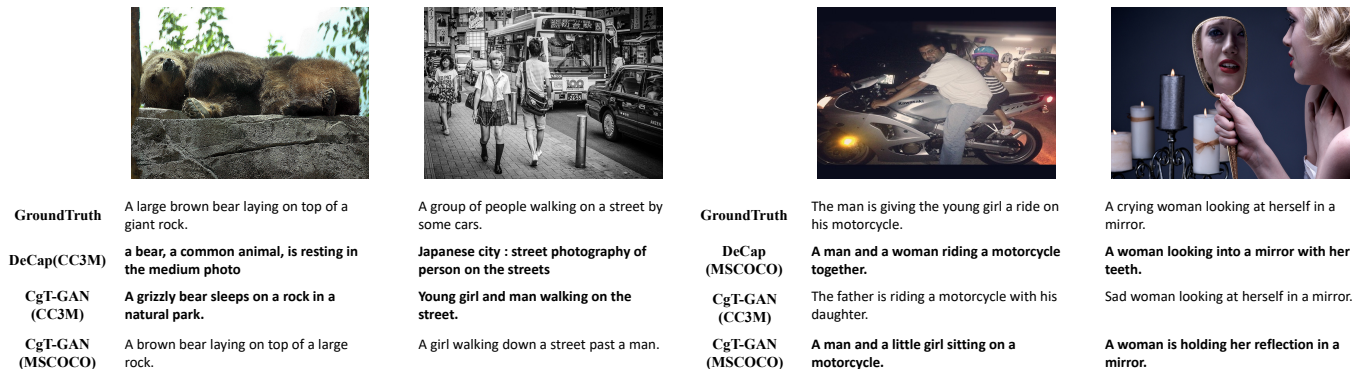 GroundTruth
A large brown bear laying on top of a
giant rock.
A group of people walking on a street by
some cars.
DeCap(CC3M)
a bear, a common animal, is resting in
the medium photo
Japanese city : street photography of
person on the streets
CgT-GAN
(CC3M)
A grizzly bear sleeps on a rock in a
natural park.
Young girl and man walking on the
street.
CgT-GAN
(MSCOCO)
A brown bear laying on top of a large
rock.
A girl walking down a street past a man.
GroundTruth
The man is giving the young girl a ride on
his motorcycle.
A crying woman looking at herself in a
mirror.
DeCap
(MSCOCO)
A man and a woman riding a motorcycle
together.
A woman looking into a mirror with her
teeth.
CgT-GAN
(CC3M)
The father is riding a motorcycle with his
daughter.
Sad woman looking at herself in a mirror.
CgT-GAN
(MSCOCO)
A man and a little girl sitting on a
motorcycle.
A woman is holding her reflection in a
mirror.